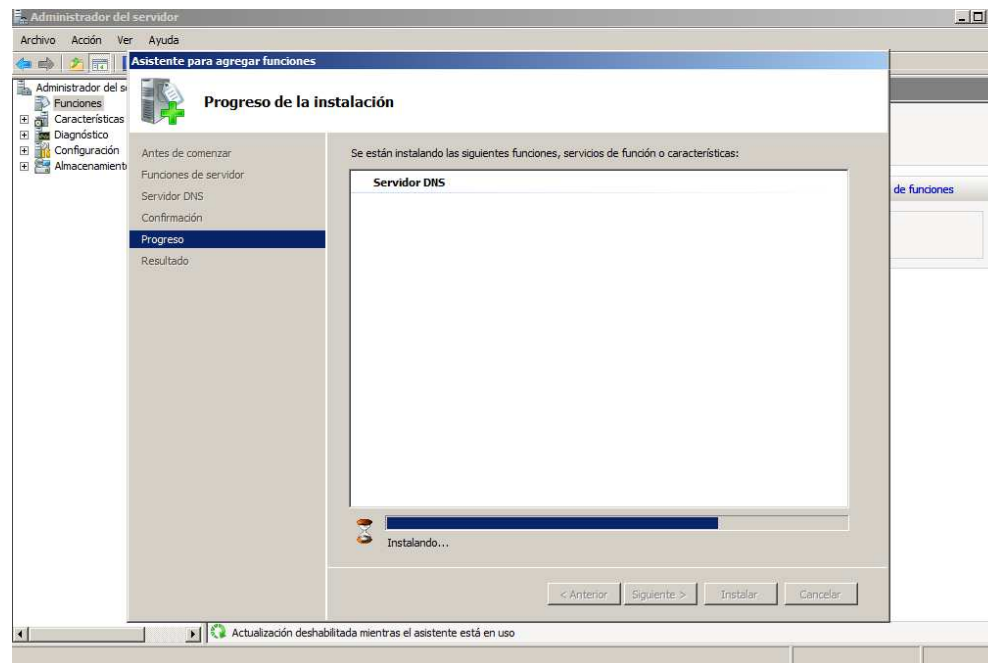 Administrador del servidor
Archivo Acción Ver Ayuda
Asistente para agregar funciones
Administrador del s
Funciones
Características
Diagnóstico
Configuración
Almacenamient
Progreso de la instalación
Antes de comenzar
Funciones de servidor
Servidor DNS
Confirmación
Progreso
Resultado
Se están instalando las siguientes funciones, servicios de función o características:
Servidor DNS
Instalando...
< Anterior Siguiente > Instalar Cancelar
de funciones
Actualización deshabilitada mientras el asistente está en uso